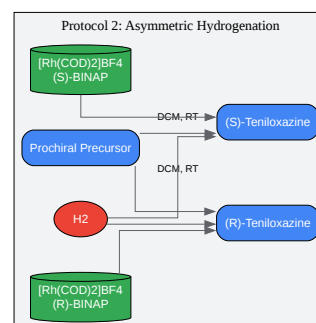 Protocol 2: Asymmetric Hydrogenation
[Rh(COD)2]BF4
(S)-BINAP
DCM, RT
(S)-Teniloxazine
Prochiral Precursor
DCM, RT
H2
(R)-Teniloxazine
[Rh(COD)2]BF4
(R)-BINAP